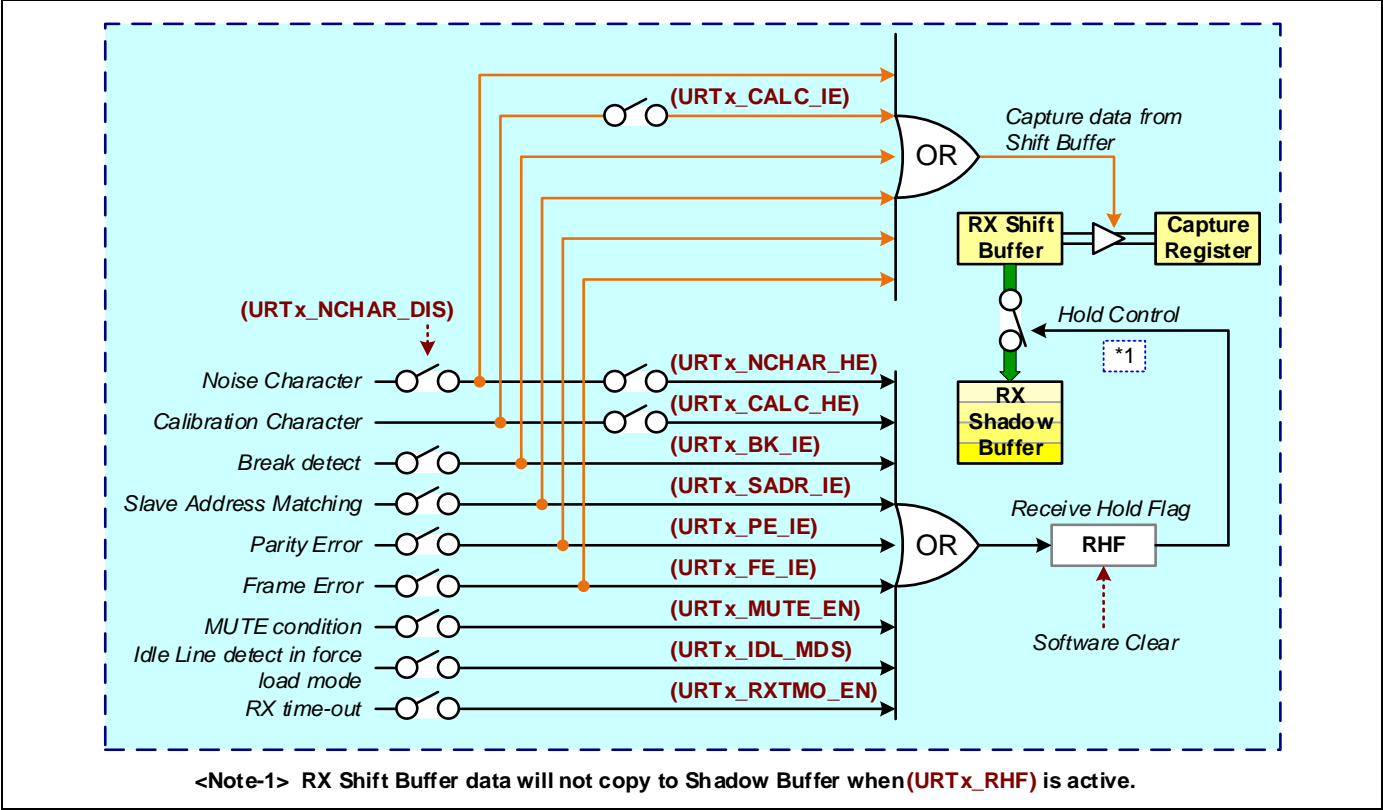 (URTx_CALC_IE)
Capture data from
Shift Buffer
OR
RX Shift
Buffer
Capture
Register
(URTx_NCHAR_DIS)
Hold Control
*1
Noise Character
(URTx_NCHAR_HE)
Calibration Character
(URTx_CALC_HE)
RX
Shadow
Buffer
Break detect
(URTx_BK_IE)
Slave Address Matching
(URTx_SADR_IE)
Receive Hold Flag
Parity Error
(URTx_PE_IE)
OR
RHF
Frame Error
(URTx_FE_IE)
MUTE condition
(URTx_MUTE_EN)
Software Clear
Idle Line detect in force
load mode
(URTx_IDL_MDS)
RX time-out
(URTx_RXTMO_EN)
<Note-1> RX Shift Buffer data will not copy to Shadow Buffer when (URTx_RHF) is active.